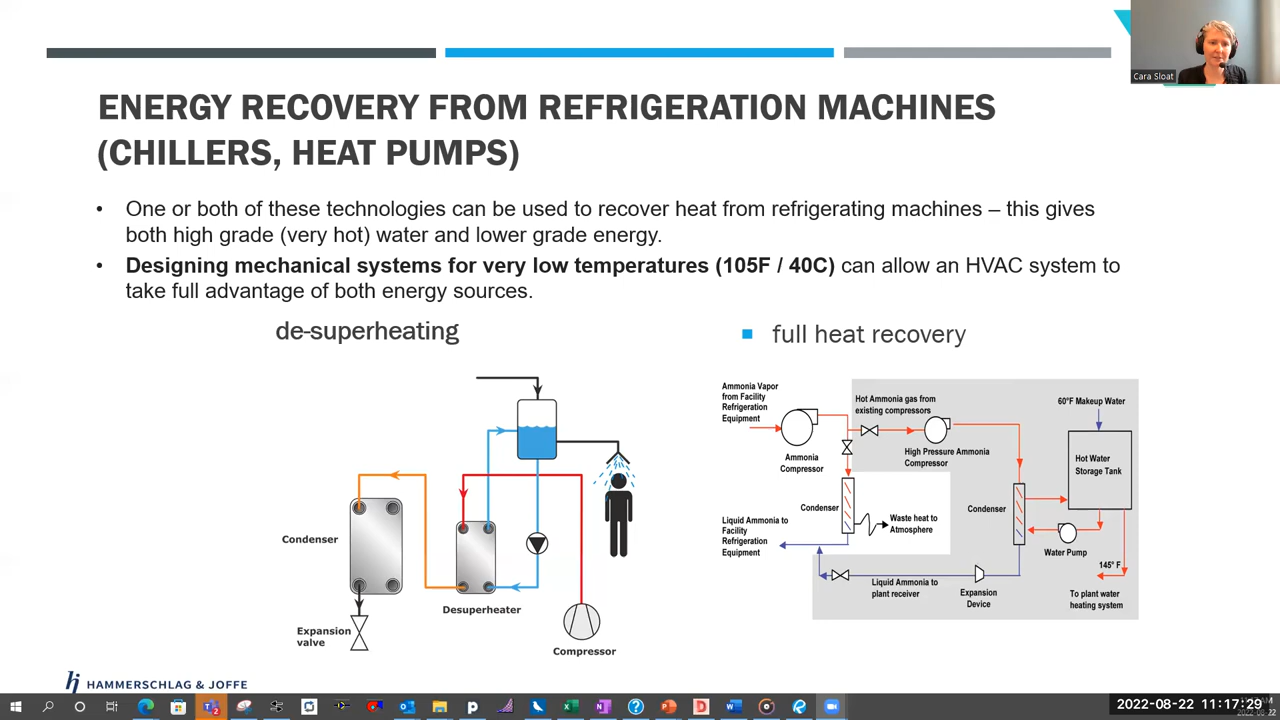 Cara Sloat
ENERGY RECOVERY FROM REFRIGERATION MACHINES
(CHILLERS, HEAT PUMPS)
• One or both of these technologies can be used to recover heat from refrigerating machines – this gives
both high grade (very hot) water and lower grade energy.
• Designing mechanical systems for very low temperatures (105F / 40C) can allow an HVAC system to
take full advantage of both energy sources.
de-superheating
full heat recovery
Condenser
Expansion
valve
Desuperheater
Compressor
Ammonia Vapor
from Facility
Refrigeration
Equipment
Ammonia
Compressor
Hot Ammonia gas from
existing compressors
High Pressure Ammonia
Compressor
60°F Makeup Water
Hot Water
Storage Tank
Condenser
Waste heat to
Atmosphere
Liquid Ammonia to
Facility
Refrigeration
Equipment
Condenser
Water Pump
145° F
To plant water
heating system
Liquid Ammonia to
plant receiver
Expansion
Device
hj HAMMERSCHLAG & JOFFE
2022-08-22 11:17:29